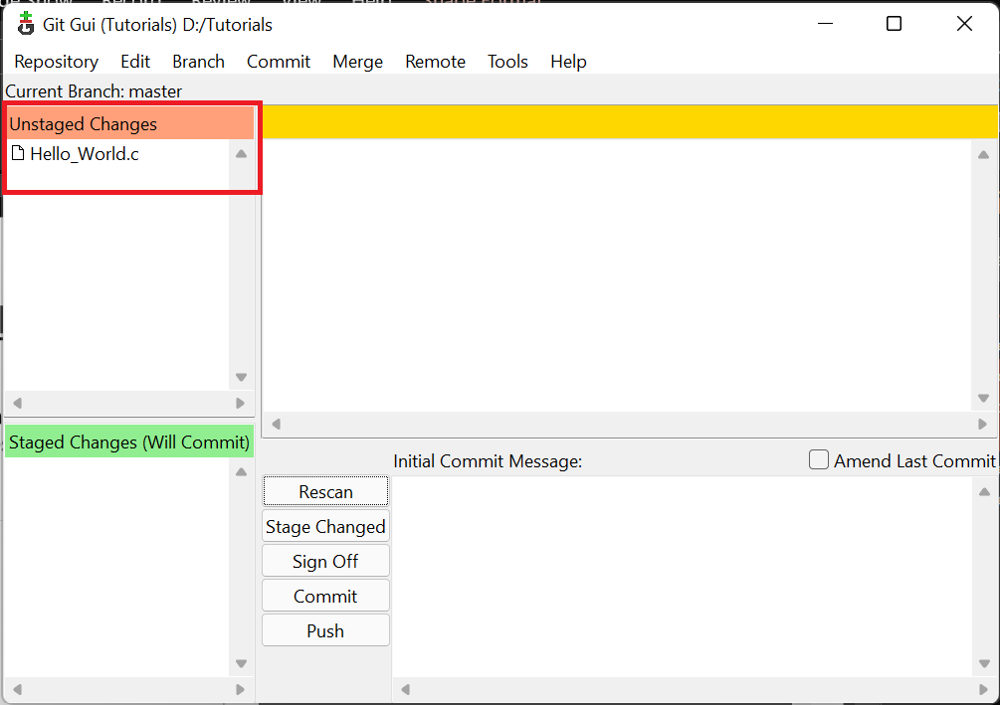 Git Gui (Tutorials) D:/Tutorials
Repository Edit Branch Commit Merge Remote Tools Help
Current Branch: master
Unstaged Changes
Hello_World.c
Staged Changes (Will Commit)
Initial Commit Message:
Amend Last Commit
Rescan
Stage Changed
Sign Off
Commit
Push